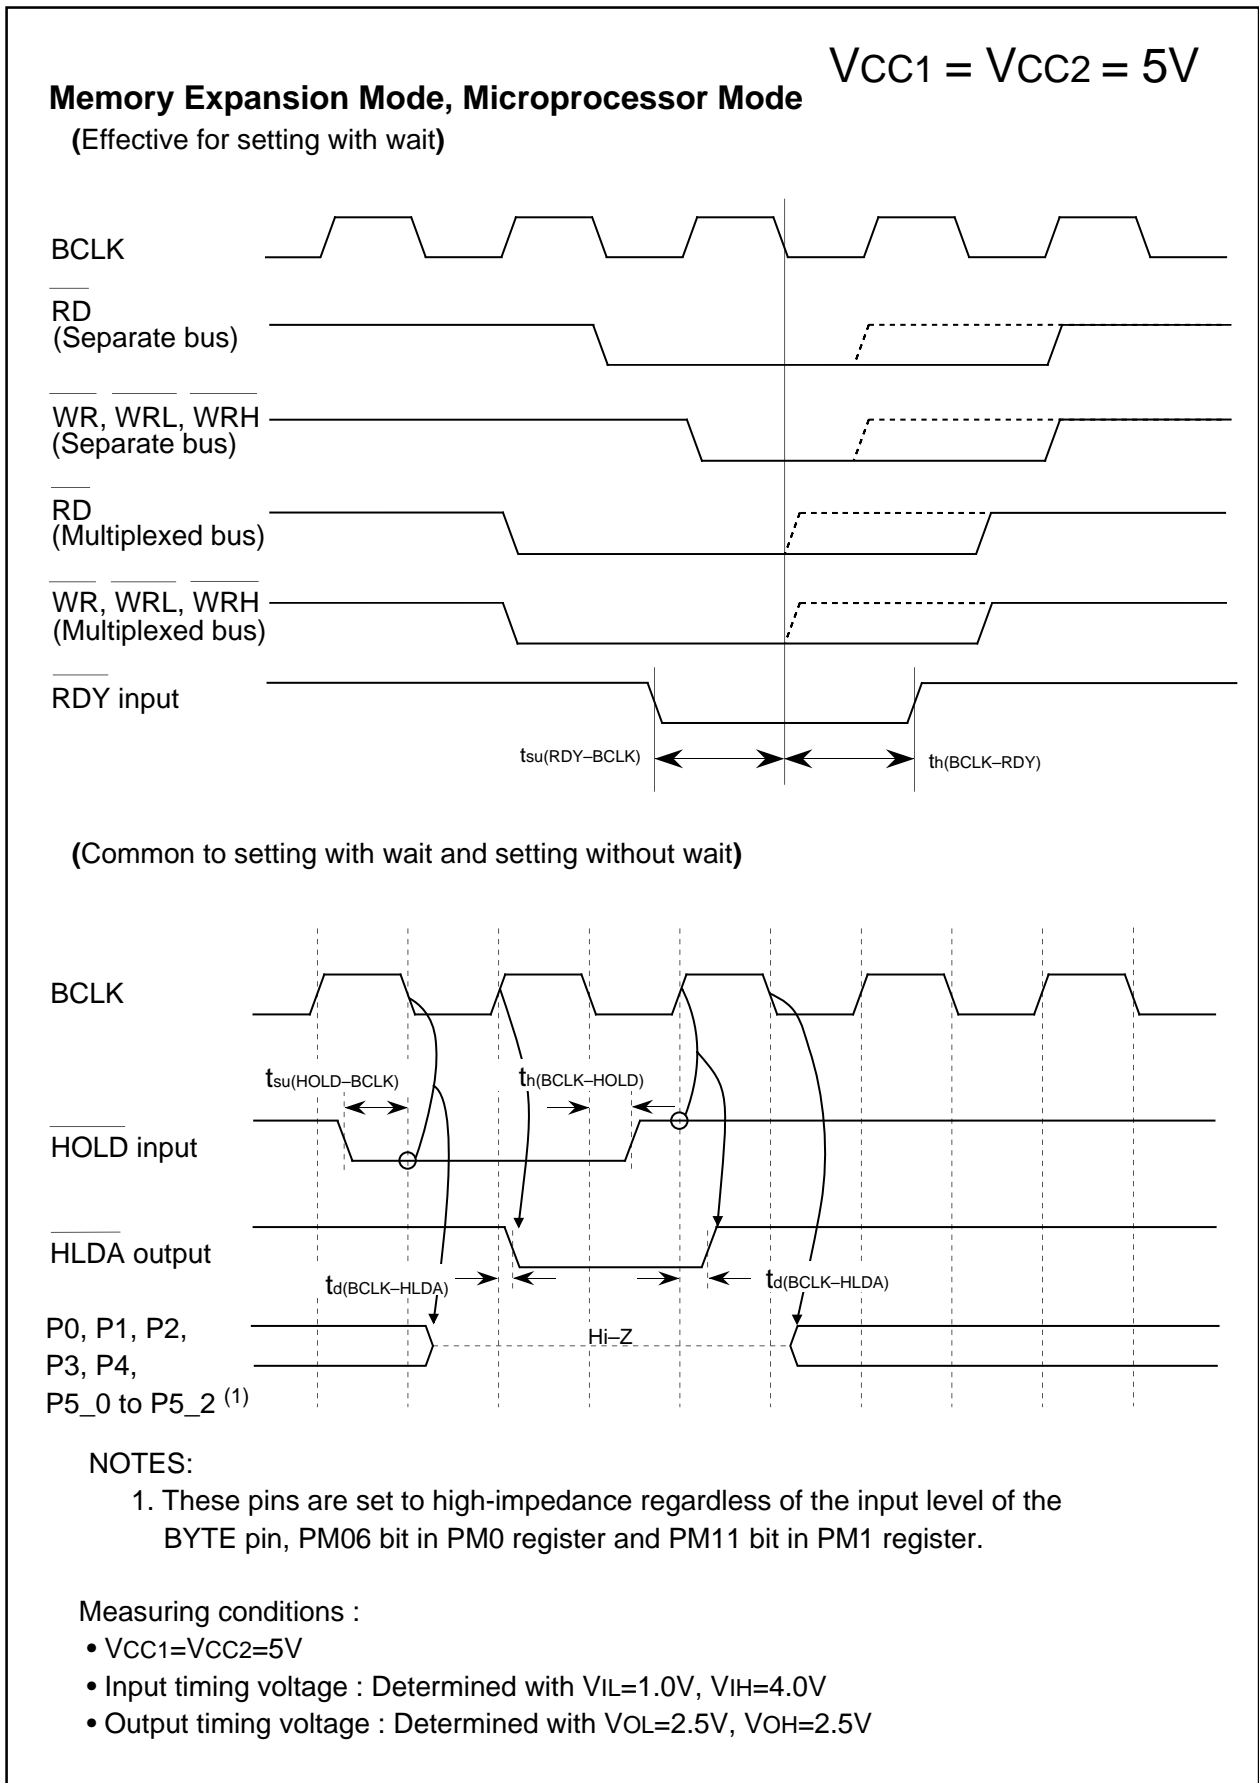 VCC1 = VCC2 = 5V
Memory Expansion Mode, Microprocessor Mode
(Effective for setting with wait)
BCLK
RD
(Separate bus)
WR, WRL, WRH
(Separate bus)
RD
(Multiplexed bus)
WR, WRL, WRH
(Multiplexed bus)
RDY input
tsu(RDY–BCLK)
th(BCLK–RDY)
(Common to setting with wait and setting without wait)
BCLK
tsu(HOLD–BCLK)
th(BCLK–HOLD)
HOLD input
HLDA output
td(BCLK–HLDA)
td(BCLK–HLDA)
P0, P1, P2,
P3, P4,
P5_0 to P5_2 (1)
Hi–Z
NOTES:
1. These pins are set to high-impedance regardless of the input level of the
BYTE pin, PM06 bit in PM0 register and PM11 bit in PM1 register.
Measuring conditions :
• VCC1=VCC2=5V
• Input timing voltage : Determined with VIL=1.0V, VIH=4.0V
• Output timing voltage : Determined with VOL=2.5V, VOH=2.5V